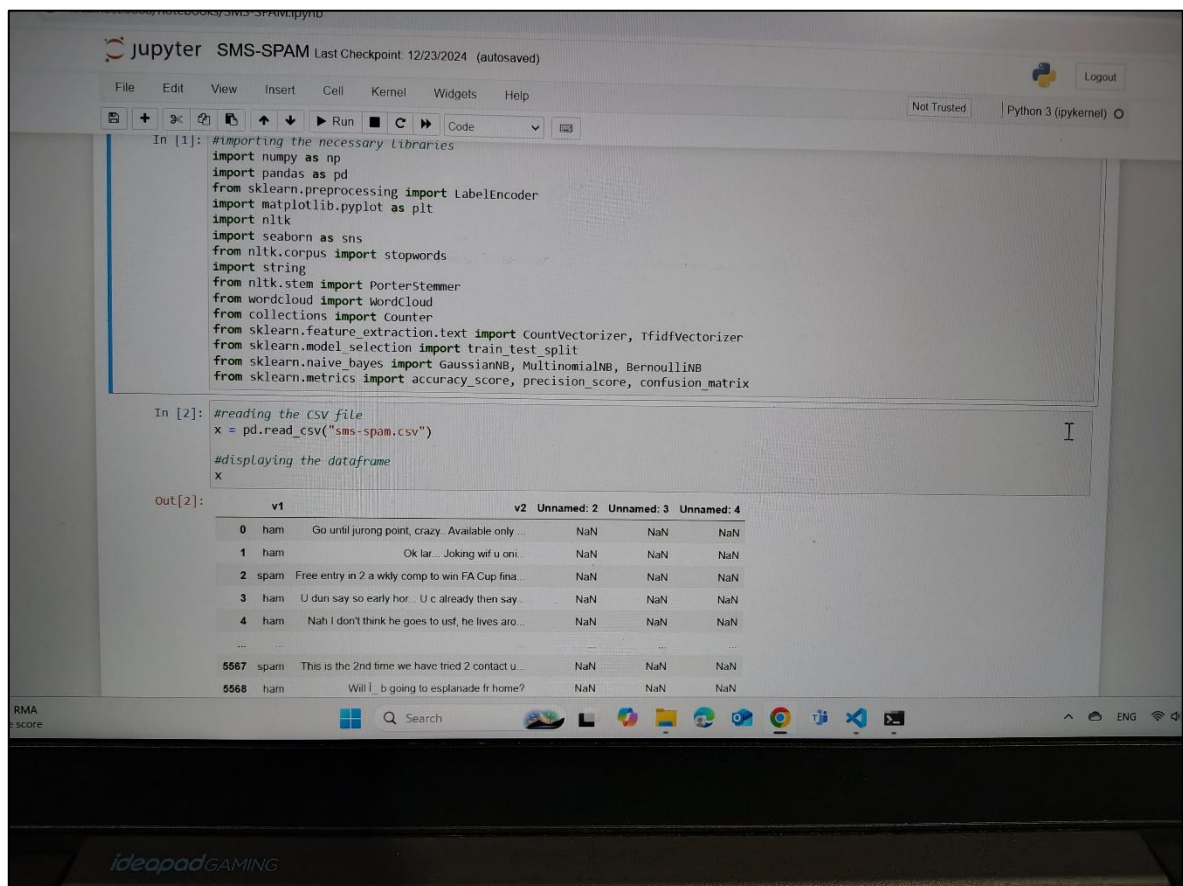 jupyter SMS-SPAM Last Checkpoint: 12/23/2024 (autosaved)
Logout
File Edit View Insert Cell Kernel Widgets Help
Not Trusted Python 3 (ipykernel)
Run Code
In [1]: #importing the necessary libraries
import numpy as np
import pandas as pd
from sklearn.preprocessing import LabelEncoder
import matplotlib.pyplot as plt
import nltk
import seaborn as sns
from nltk.corpus import stopwords
import string
from nltk.stem import PorterStemmer
from wordcloud import WordCloud
from collections import Counter
from sklearn.feature_extraction.text import CountVectorizer, TfidfVectorizer
from sklearn.model_selection import train_test_split
from sklearn.naive_bayes import GaussianNB, MultinomialNB, BernoulliNB
from sklearn.metrics import accuracy_score, precision_score, confusion_matrix
In [2]: #reading the CSV file
x = pd.read_csv("sms-spam.csv")
#displaying the dataframe
x
Out[2]:
v1 v2 Unnamed: 2 Unnamed: 3 Unnamed: 4
0 ham Go until jurong point, crazy.. Available only ... NaN NaN NaN
1 ham Ok lar... Joking wif u oni... NaN NaN NaN
2 spam Free entry in 2 a wkly comp to win FA Cup fina... NaN NaN NaN
3 ham U dun say so early hor... U c already then say... NaN NaN NaN
4 ham Nah I don't think he goes to usf, he lives aro... NaN NaN NaN
... ... ... ... ... ...
5567 spam This is the 2nd time we have tried 2 contact u... NaN NaN NaN
5568 ham Will Ì_ b going to esplanade fr home? NaN NaN NaN
RMA
score
Search
ENG
ideapad GAMING